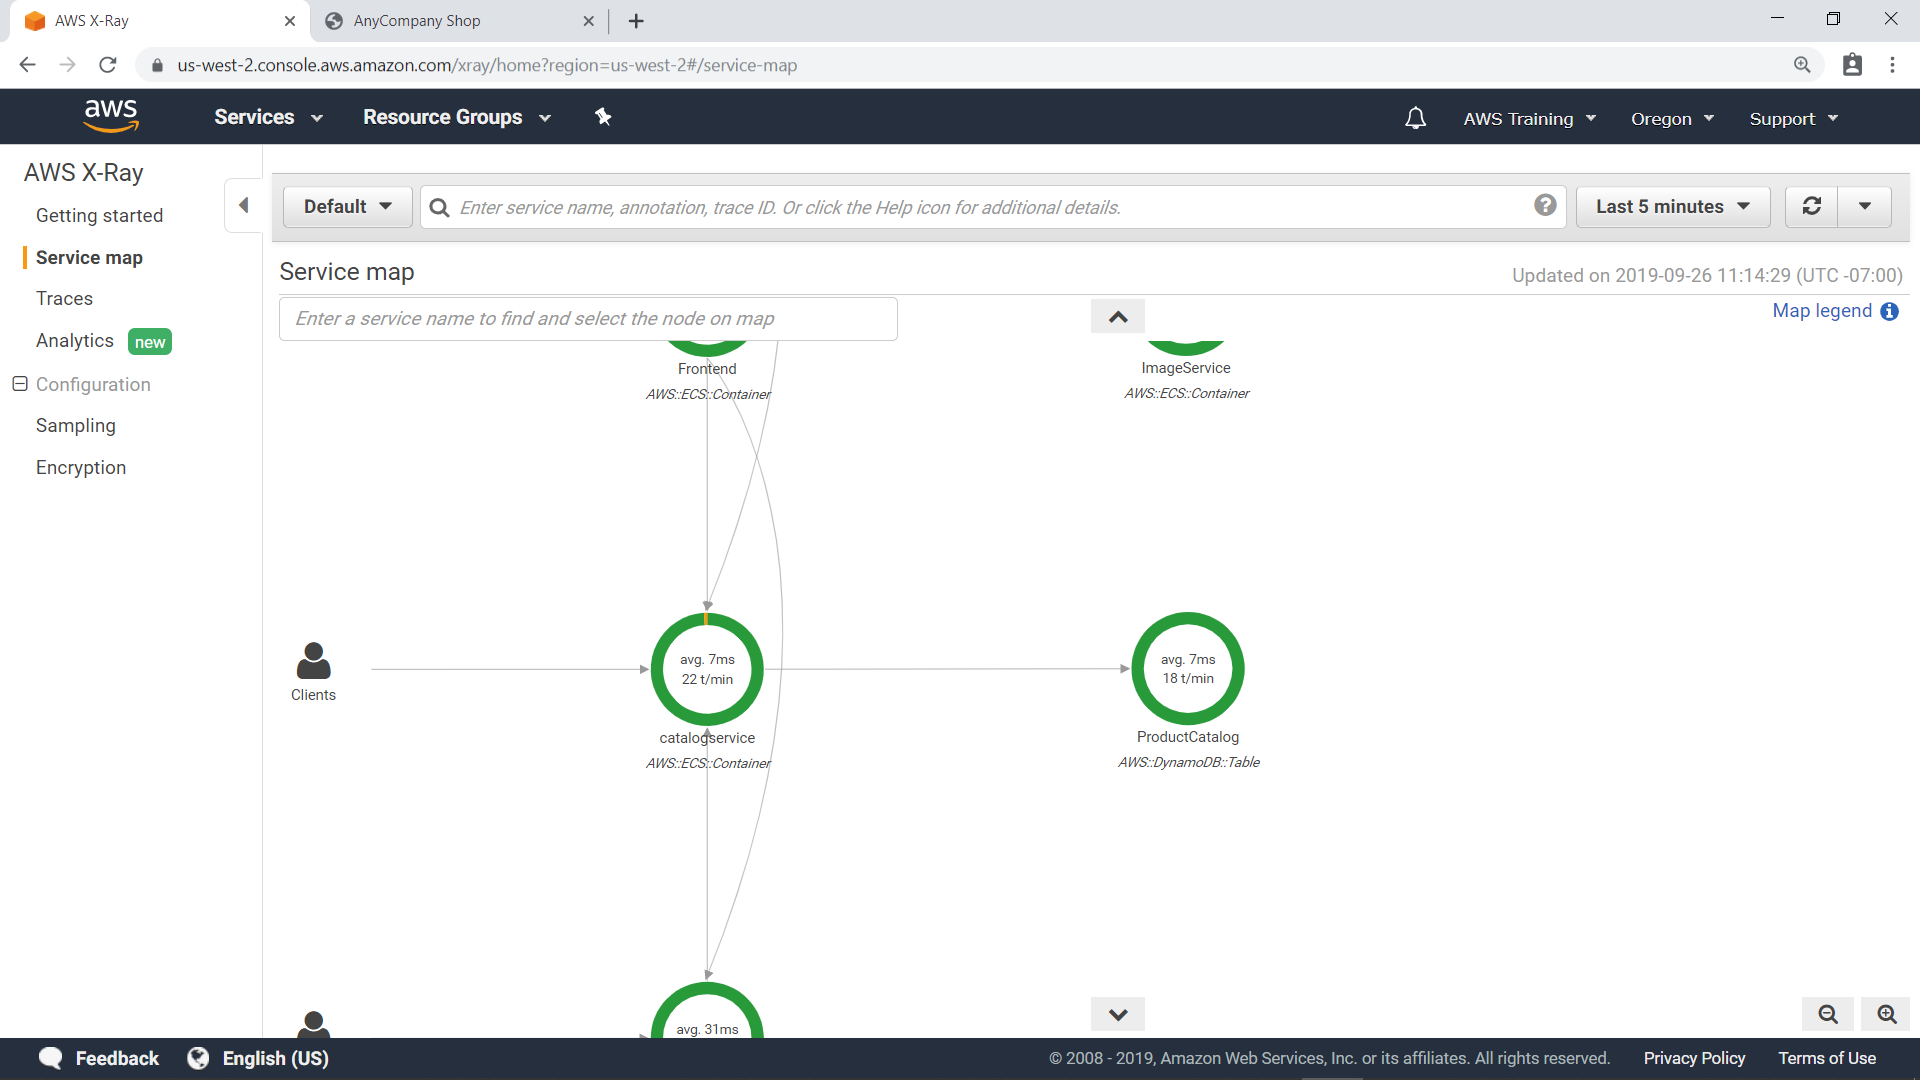 AWS X-Ray
AnyCompany Shop
us-west-2.console.aws.amazon.com/xray/home?region=us-west-2#/service-map
aws
Services
Resource Groups
AWS Training
Oregon
Support
AWS X-Ray
Getting started
Service map
Traces
Analytics new
Configuration
Sampling
Encryption
Default
Enter service name, annotation, trace ID. Or click the Help icon for additional details.
?
Last 5 minutes
Service map
Updated on 2019-09-26 11:14:29 (UTC -07:00)
Enter a service name to find and select the node on map
Map legend i
Frontend
AWS::ECS::Container
ImageService
AWS::ECS::Container
Clients
avg. 7ms
22 t/min
catalogservice
AWS::ECS::Container
avg. 7ms
18 t/min
ProductCatalog
AWS::DynamoDB::Table
avg. 31ms
Feedback
English (US)
© 2008 - 2019, Amazon Web Services, Inc. or its affiliates. All rights reserved.
Privacy Policy
Terms of Use